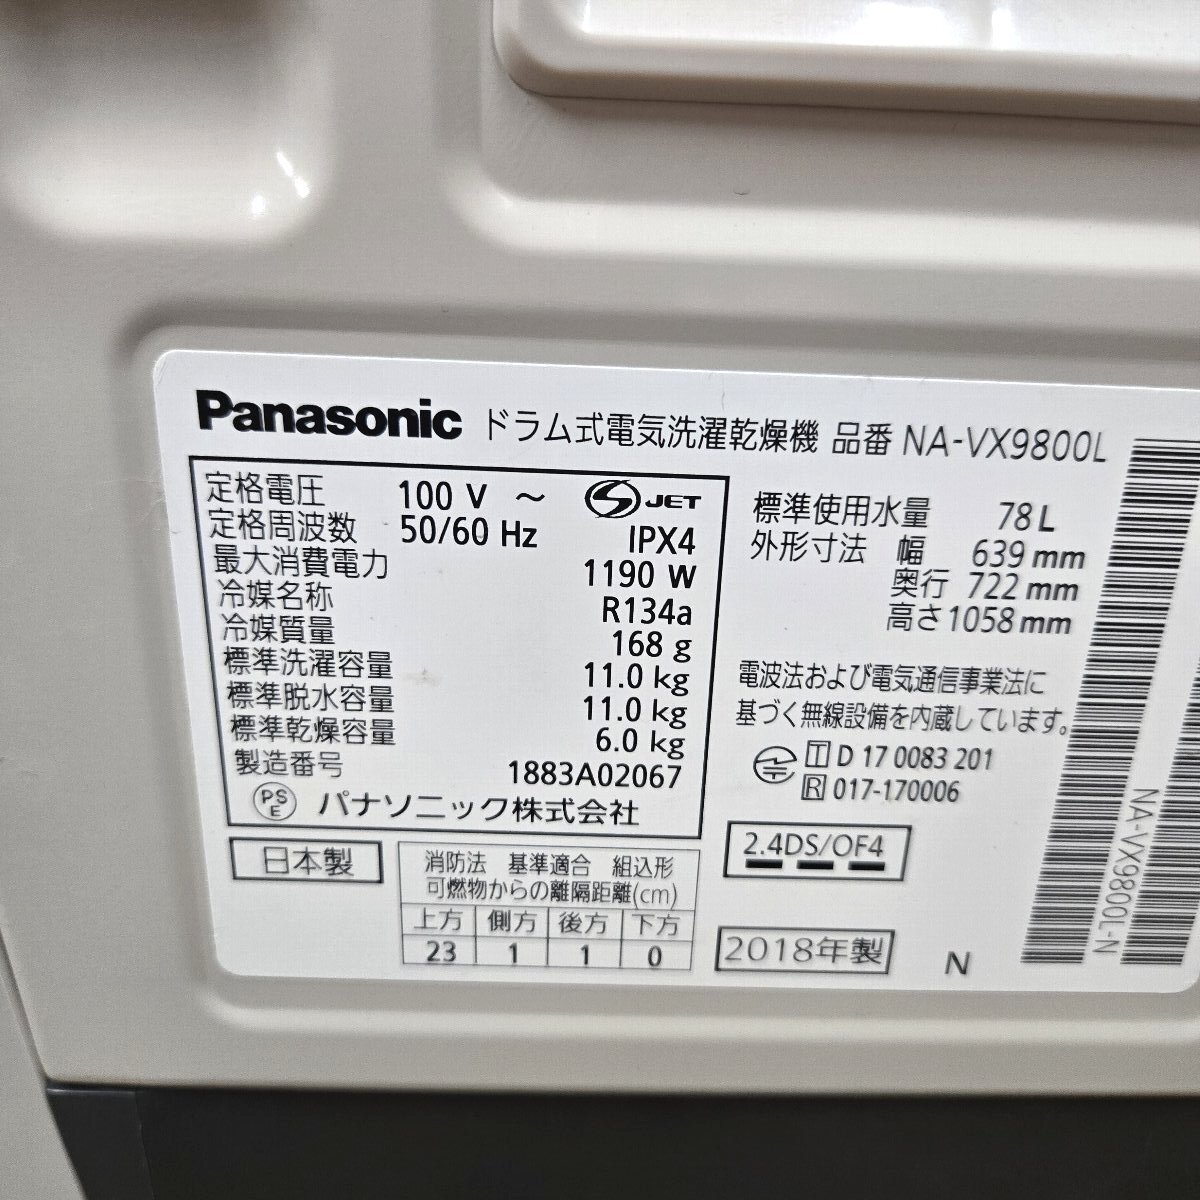 Panasonic ドラム式電気洗濯乾燥機 品番 NA-VX9800L
定格電圧 100 V ～ S JET
定格周波数 50/60 Hz IPX4
最大消費電力 1190 W
冷媒名称 R134a
冷媒質量 168 g
標準洗濯容量 11.0 kg
標準脱水容量 11.0 kg
標準乾燥容量 6.0 kg
製造番号 1883A02067
PSE パナソニック株式会社
日本製
消防法 基準適合 組込形
可燃物からの離隔距離(cm)
上方 側方 後方 下方
23 1 1 0
標準使用水量 78L
外形寸法 幅 639mm
奥行 722mm
高さ 1058mm
電波法および電気通信事業法に
基づく無線設備を内蔵しています。
T D 17 0083 201
R 017-170006
2.4DS/OF4
2018年製 N
NA-VX9800L-N